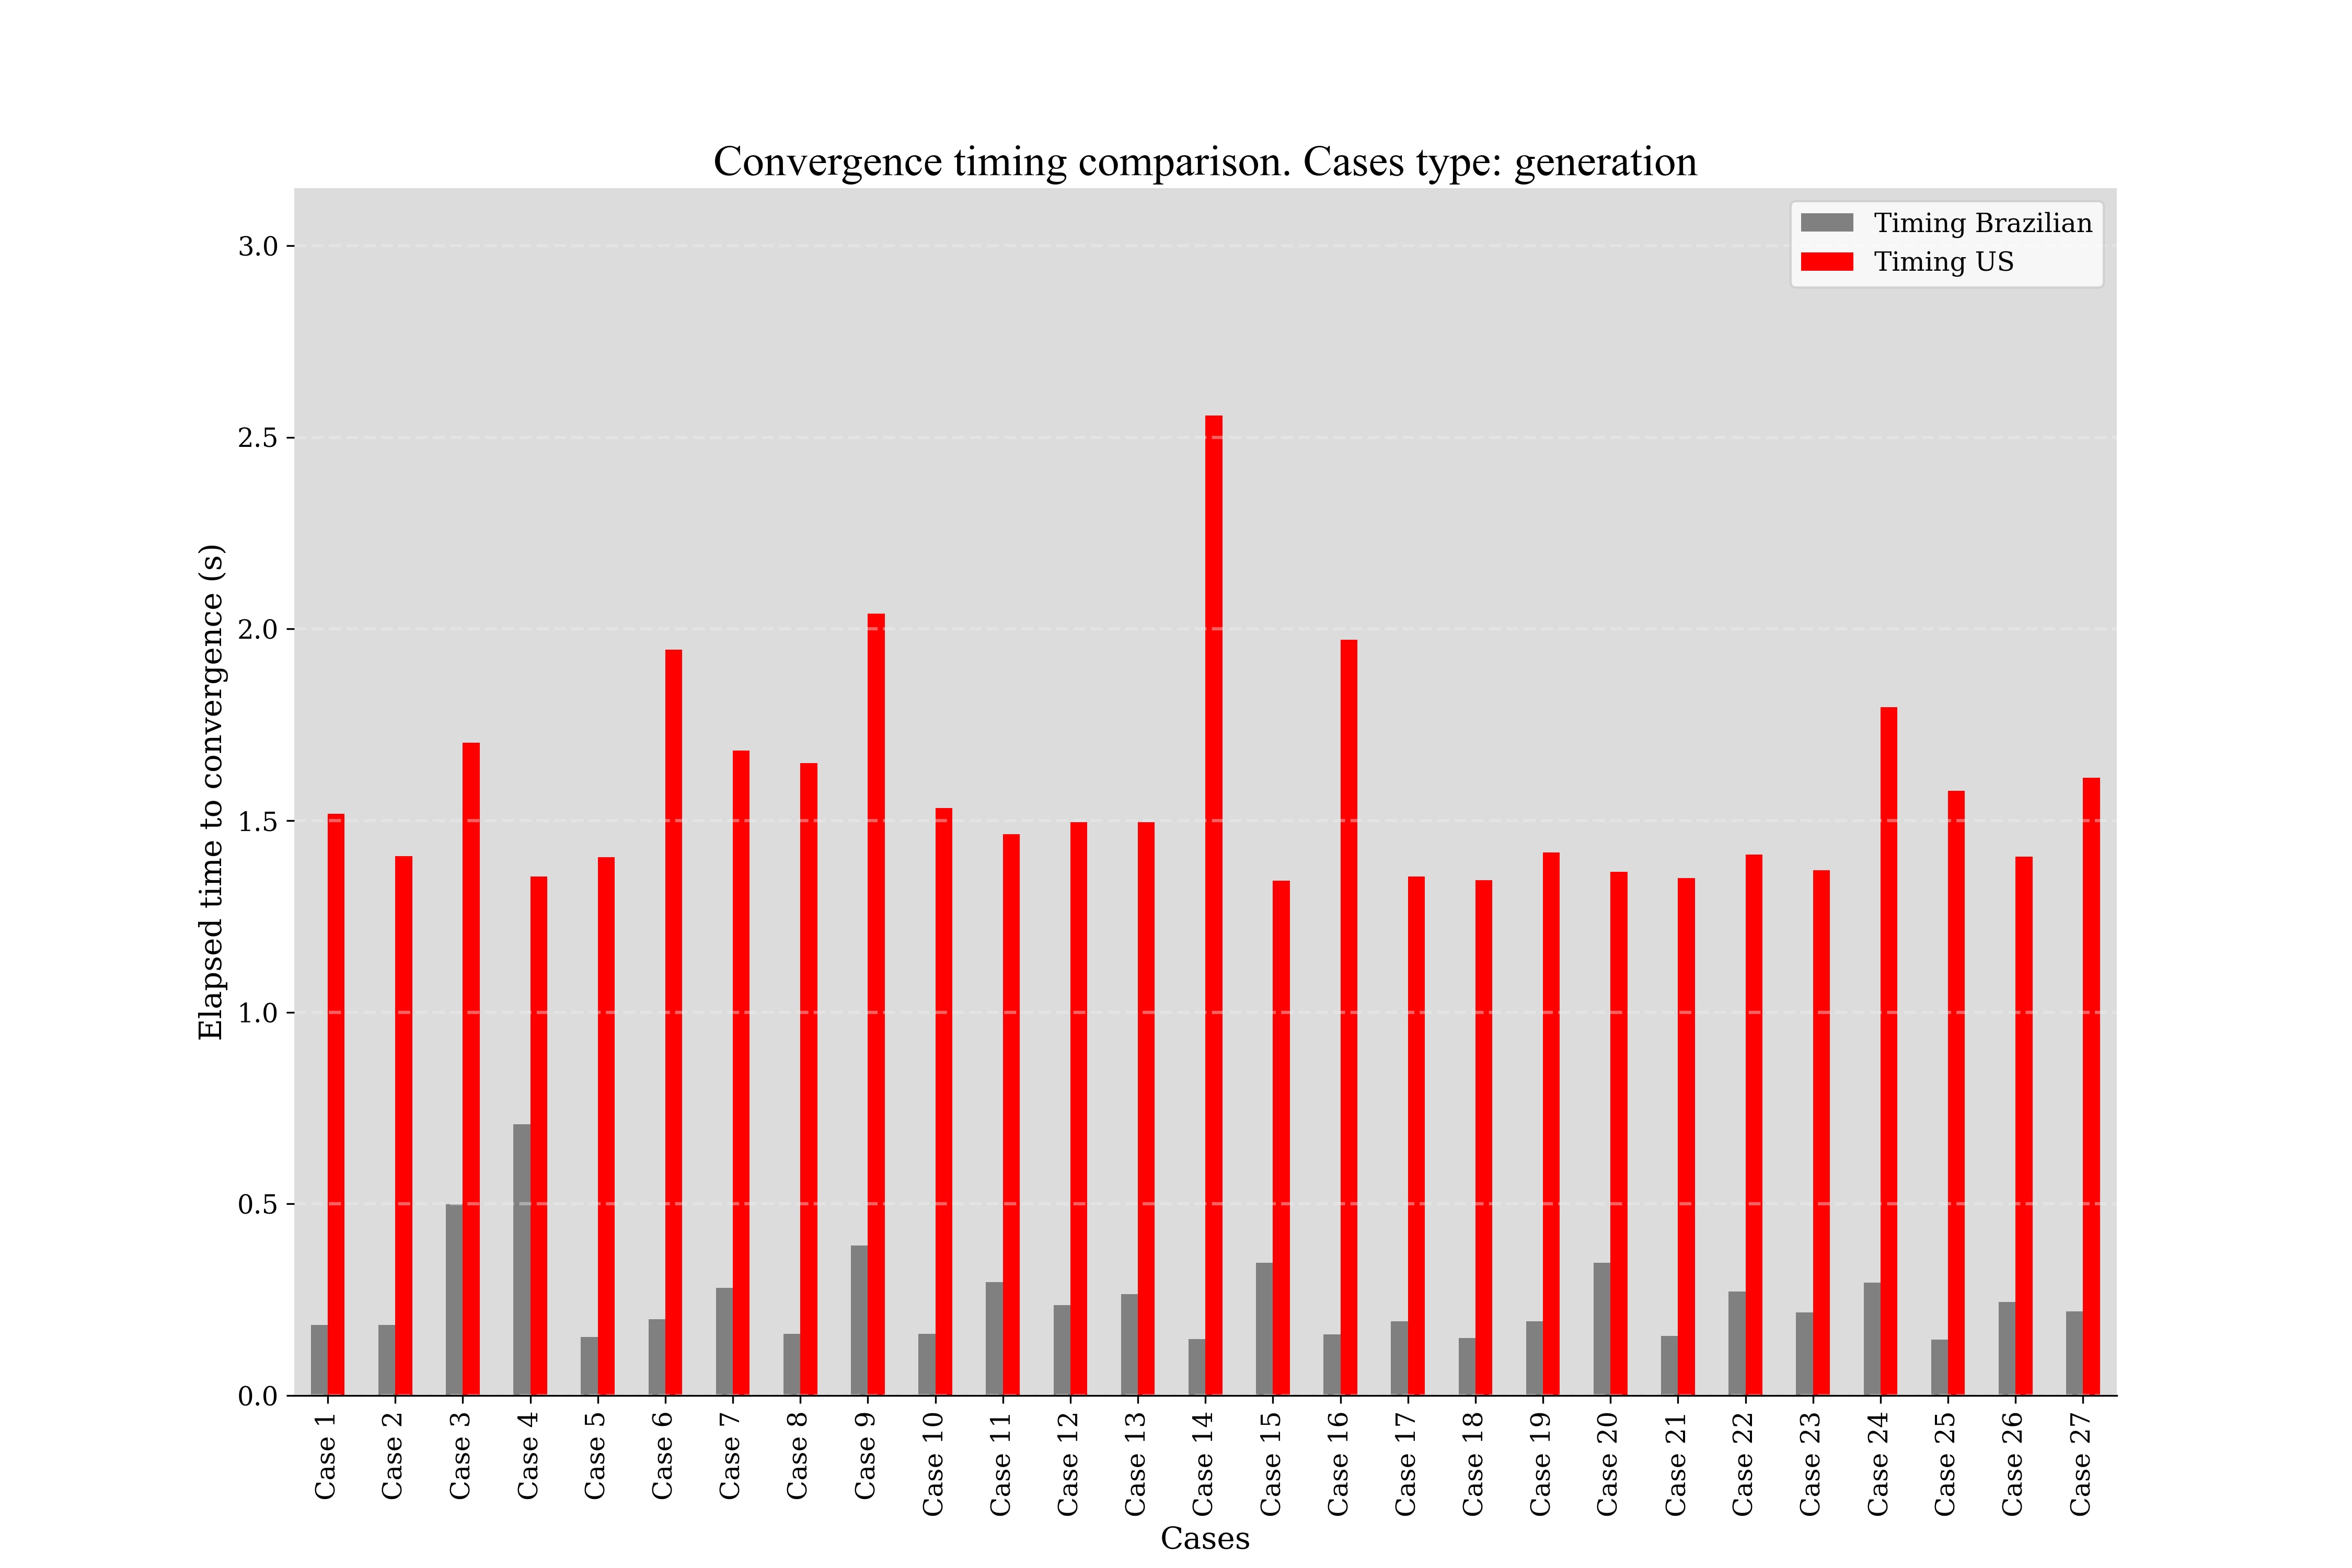 Convergence timing comparison. Cases type: generation
Timing Brazilian
Timing US
Elapsed time to convergence (s)
3.0
2.5
2.0
1.5
1.0
0.5
0.0
Case 1
Case 2
Case 3
Case 4
Case 5
Case 6
Case 7
Case 8
Case 9
Case 10
Case 11
Case 12
Case 13
Case 14
Case 15
Case 16
Case 17
Case 18
Case 19
Case 20
Case 21
Case 22
Case 23
Case 24
Case 25
Case 26
Case 27
Cases